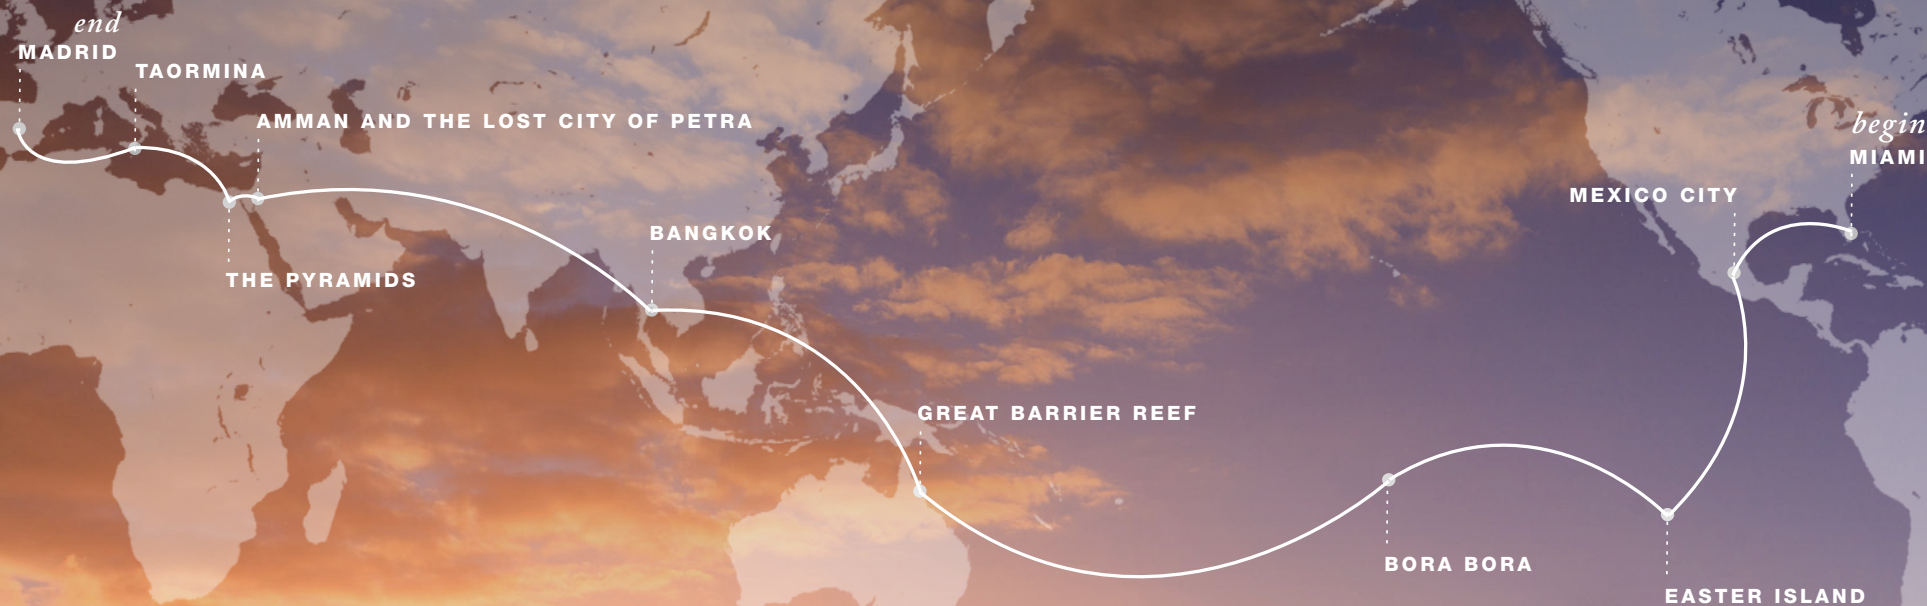 end
MADRID
TAORMINA
AMMAN AND THE LOST CITY OF PETRA
begin
MIAMI
MEXICO CITY
BANGKOK
THE PYRAMIDS
GREAT BARRIER REEF
BORA BORA
EASTER ISLAND